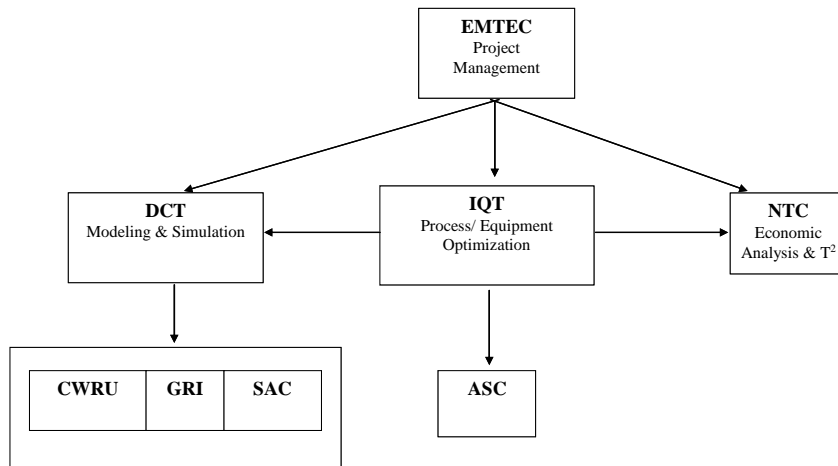 EMTEC
Project
Management
DCT
Modeling & Simulation
IQT
Process/ Equipment
Optimization
NTC
Economic
Analysis & T²
CWRU
GRI
SAC
ASC